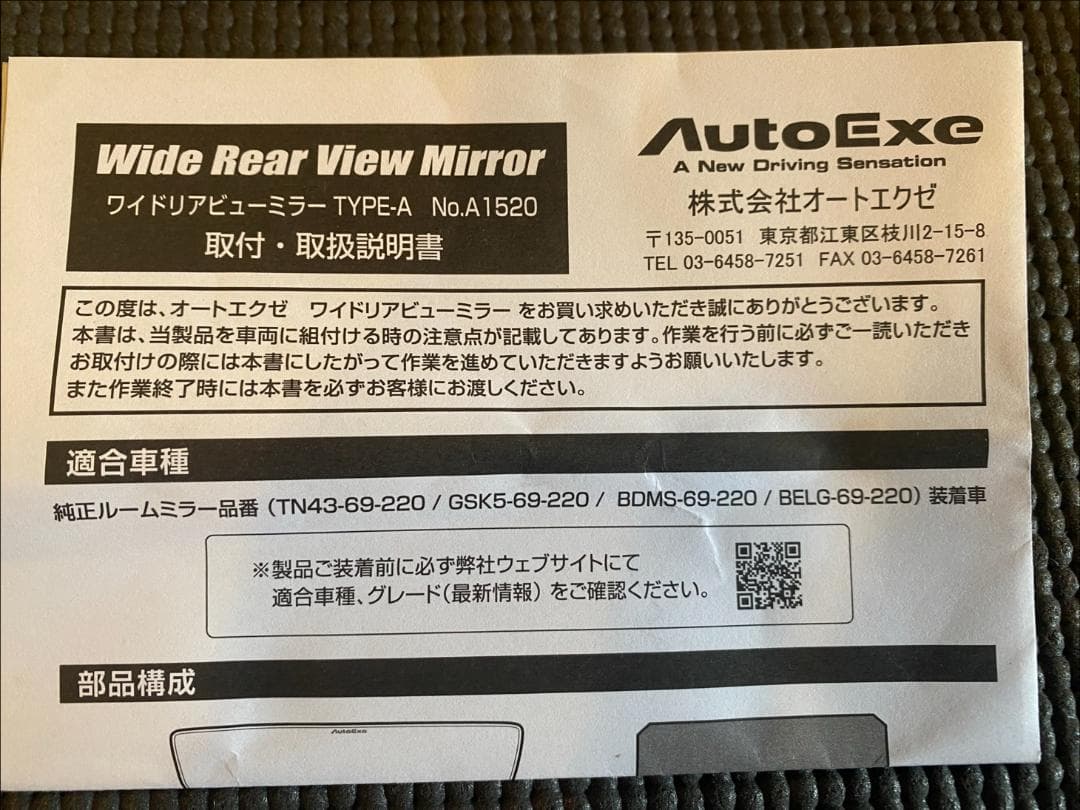 Wide Rear View Mirror
ワイドリアビューミラー TYPE-A No.A1520
取付・取扱説明書
AutoExe
A New Driving Sensation
株式会社オートエクゼ
〒135-0051 東京都江東区枝川2-15-8
TEL 03-6458-7251 FAX 03-6458-7261
この度は、オートエクゼ ワイドリアビューミラー をお買い求めいただき誠にありがとうございます。
本書は、当製品を車両に組付ける時の注意点が記載してあります。作業を行う前に必ずご一読いただき
お取付けの際には本書にしたがって作業を進めていただきますようお願いいたします。
また作業終了時には本書を必ずお客様にお渡しください。
適合車種
純正ルームミラー品番（TN43-69-220 / GSK5-69-220 / BDMS-69-220 / BELG-69-220）装着車
※製品ご装着前に必ず弊社ウェブサイトにて
適合車種、グレード（最新情報）をご確認ください。
部品構成
AutoExe